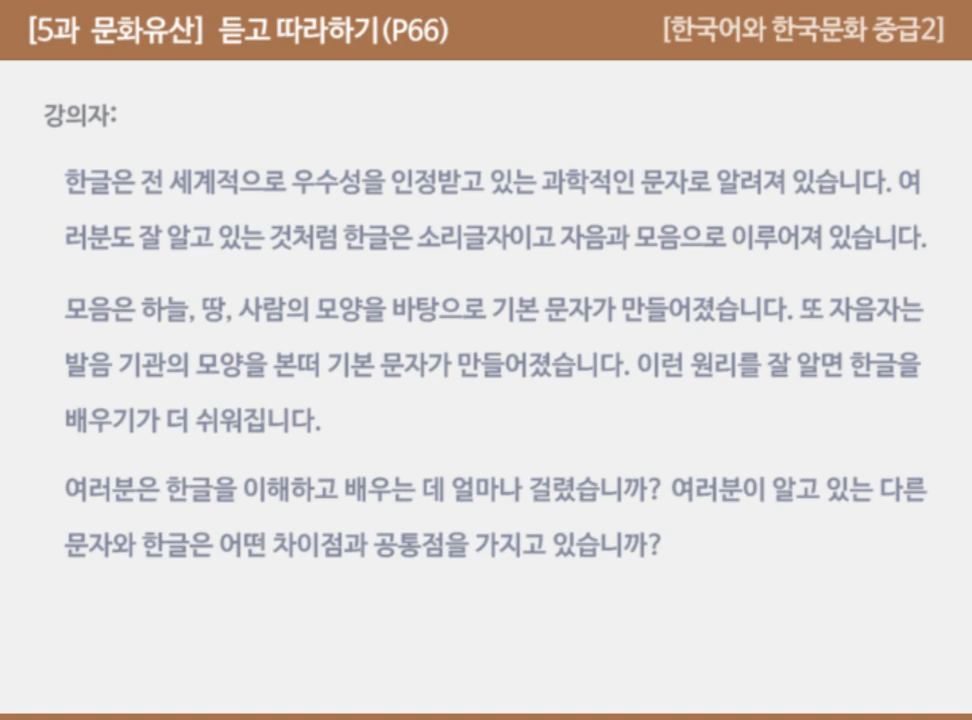 [5과 문화유산] 듣고 따라하기(P66)
[한국어와 한국문화 중급2]
강의자:
한글은 전 세계적으로 우수성을 인정받고 있는 과학적인 문자로 알려져 있습니다. 여
러분도 잘 알고 있는 것처럼 한글은 소리글자이고 자음과 모음으로 이루어져 있습니다.
모음은 하늘, 땅, 사람의 모양을 바탕으로 기본 문자가 만들어졌습니다. 또 자음자는
발음 기관의 모양을 본떠 기본 문자가 만들어졌습니다. 이런 원리를 잘 알면 한글을
배우기가 더 쉬워집니다.
여러분은 한글을 이해하고 배우는 데 얼마나 걸렸습니까? 여러분이 알고 있는 다른
문자와 한글은 어떤 차이점과 공통점을 가지고 있습니까?